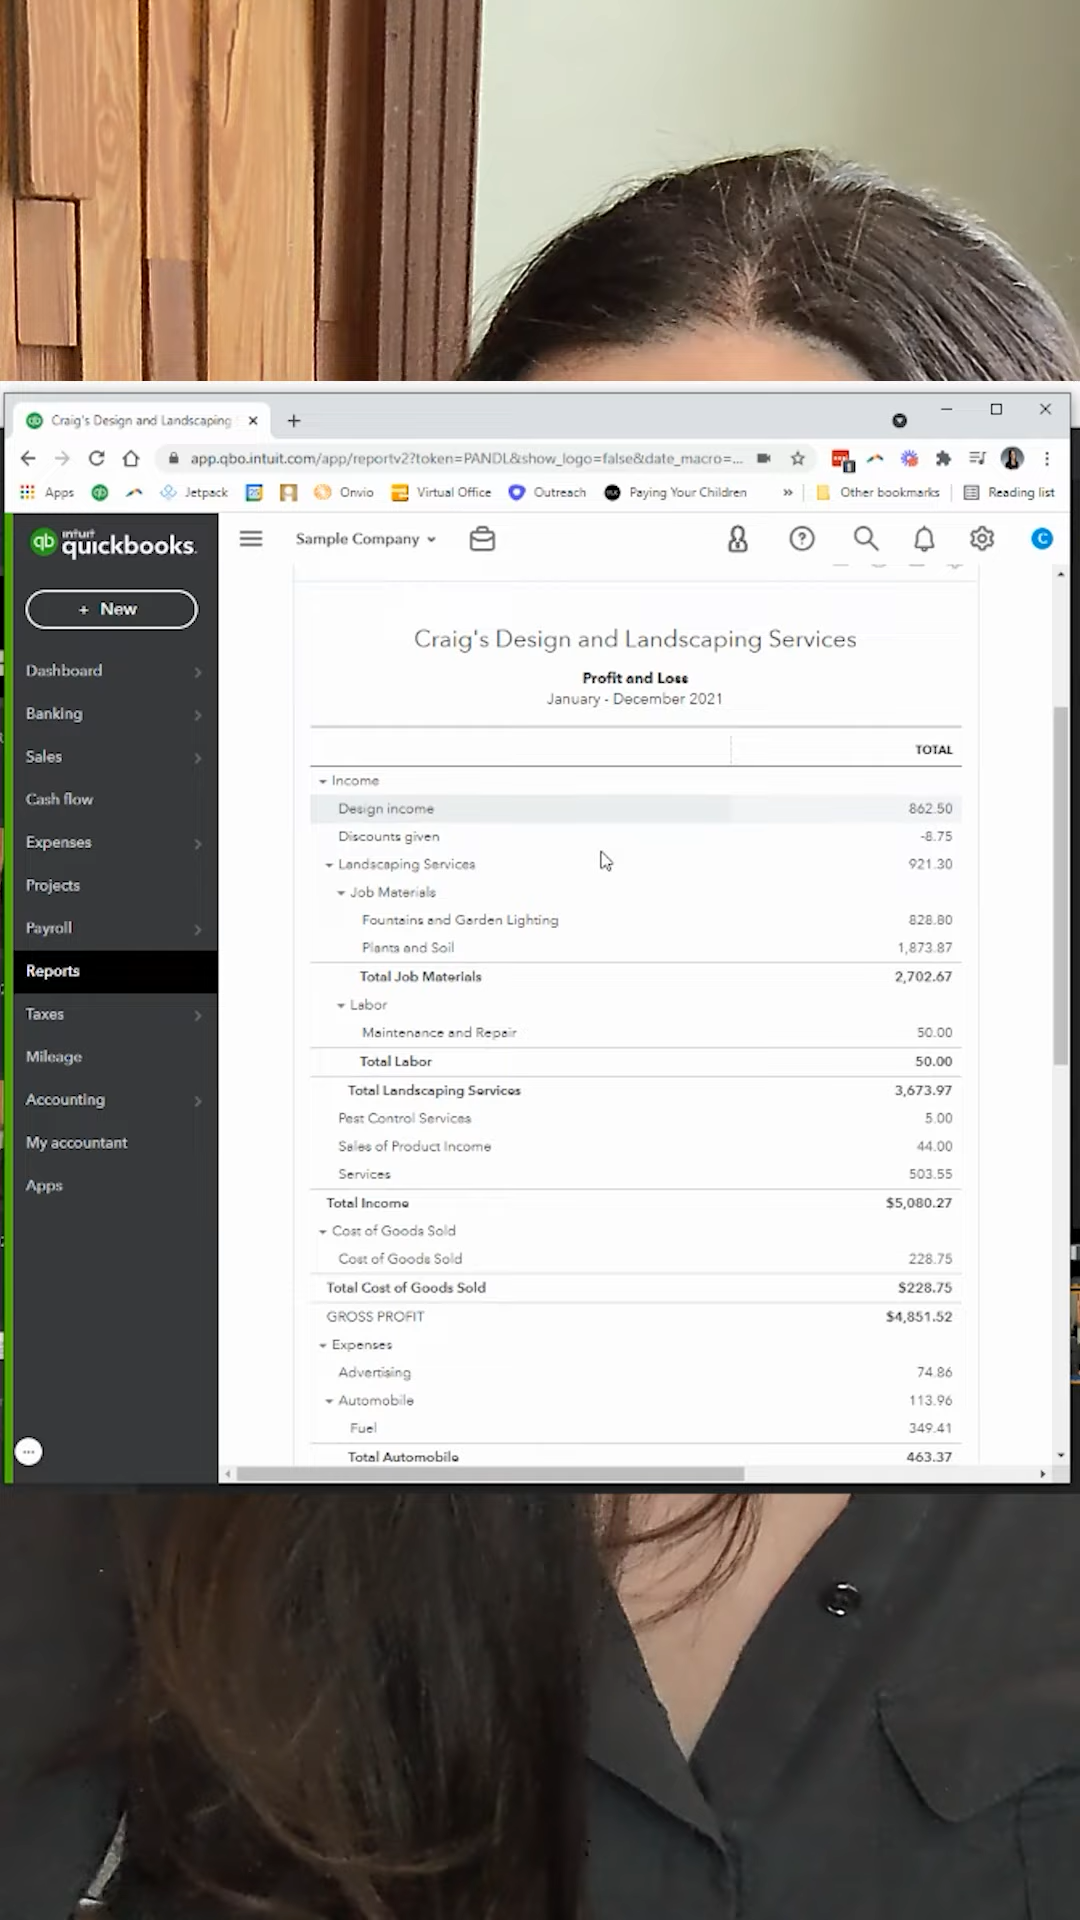 Craig's Design and Landscaping
app.qbo.intuit.com/app/reportv2?token=PANDL&show_logo=false&date_macro=...
Apps Jetpack Onvio Virtual Office Outreach Paying Your Children » Other bookmarks Reading list
intuit
qb quickbooks.
Sample Company
C
+ New
Dashboard
Banking
Sales
Cash flow
Expenses
Projects
Payroll
Reports
Taxes
Mileage
Accounting
My accountant
Apps
Craig's Design and Landscaping Services
Profit and Loss
January - December 2021
TOTAL
Income
Design income 862.50
Discounts given -8.75
Landscaping Services 921.30
Job Materials
Fountains and Garden Lighting 828.80
Plants and Soil 1,873.87
Total Job Materials 2,702.67
Labor
Maintenance and Repair 50.00
Total Labor 50.00
Total Landscaping Services 3,673.97
Pest Control Services 5.00
Sales of Product Income 44.00
Services 503.55
Total Income $5,080.27
Cost of Goods Sold
Cost of Goods Sold 228.75
Total Cost of Goods Sold $228.75
GROSS PROFIT $4,851.52
Expenses
Advertising 74.86
Automobile 113.96
Fuel 349.41
Total Automobile 463.37